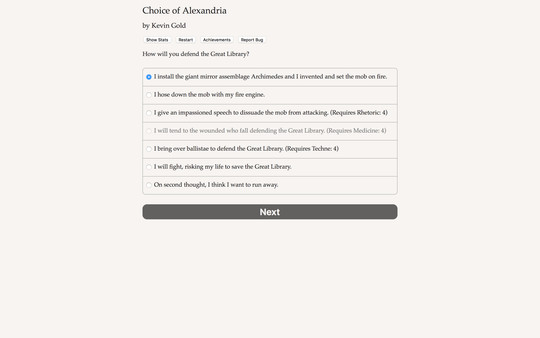 Choice of Alexandria
by Kevin Gold
Show Stats Restart Achievements Report Bug
How will you defend the Great Library?
I install the giant mirror assemblage Archimedes and I invented and set the mob on fire.
I hose down the mob with my fire engine.
I give an impassioned speech to dissuade the mob from attacking. (Requires Rhetoric: 4)
I will tend to the wounded who fall defending the Great Library. (Requires Medicine: 4)
I bring over ballistae to defend the Great Library. (Requires Techne: 4)
I will fight, risking my life to save the Great Library.
On second thought, I think I want to run away.
Next